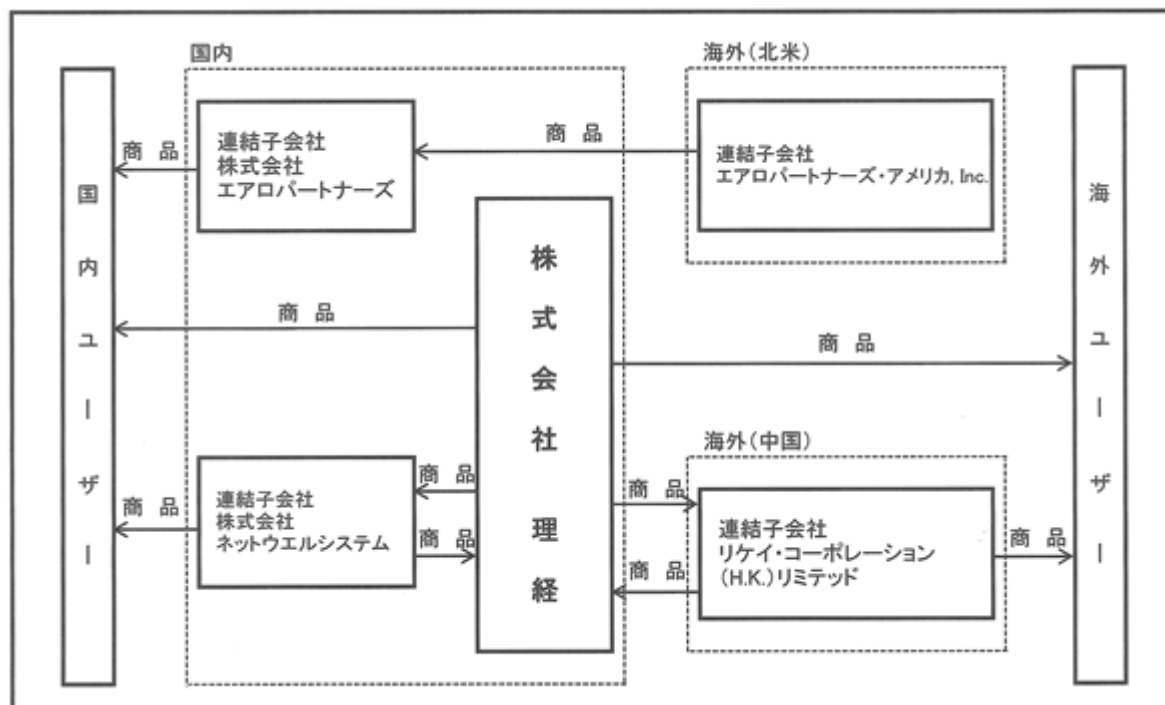 国内
海外(北米)
国内ユーザー
商 品
連結子会社
株式会社
エアロパートナーズ
商 品
連結子会社
エアロパートナーズ・アメリカ, Inc.
海外ユーザー
株式会社 理経
商 品
商 品
海外(中国)
商 品
連結子会社
株式会社
ネットウエルシステム
商 品
商 品
商 品
商 品
連結子会社
リケイ・コーポレーション
(H.K.)リミテッド
商 品